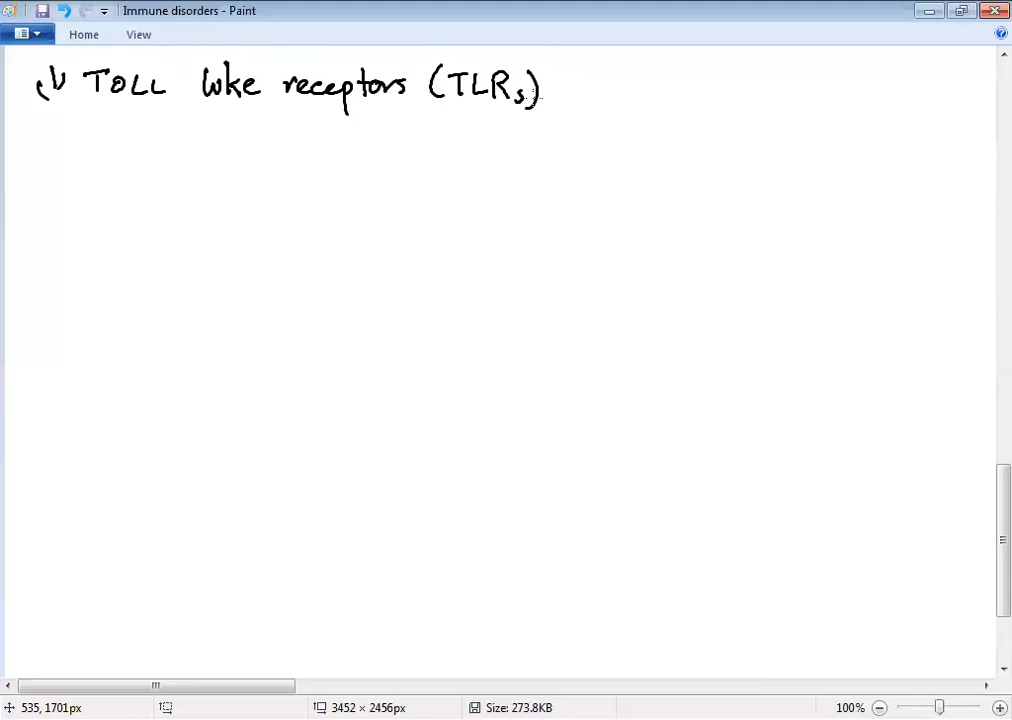 Immune disorders - Paint
Home View
(1) TOLL like receptors (TLRs)
535, 1701px 3452 × 2456px Size: 273.8KB 100%